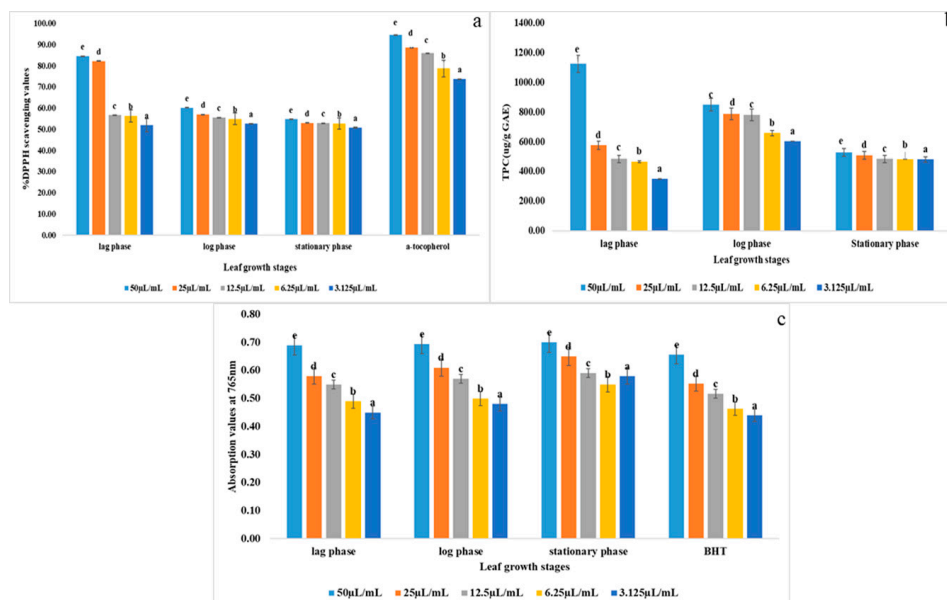 a
100.00
90.00
80.00
70.00
60.00
50.00
40.00
30.00
20.00
10.00
0.00
%DPPH scavenging values
e d c b a
e d c b a
e d c b a
e d c b a
lag phase log phase stationary phase a-tocopherol
Leaf growth stages
50µL/mL 25µL/mL 12.5µL/mL 6.25µL/mL 3.125µL/mL
1400.00
1200.00
1000.00
800.00
600.00
400.00
200.00
0.00
TPC(ug/g GAE)
e d c b a
c d c b a
e d c b a
lag phase log phase Stationary phase
Leaf growth stages
50µL/mL 25µL/mL 12.5µL/mL 6.25µL/mL 3.125µL/mL
c
0.80
0.70
0.60
0.50
0.40
0.30
0.20
0.10
0.00
Absorption values at 765nm
e d c b a
e d c b a
e d c b a
e d c b a
lag phase log phase stationary phase BHT
Leaf growth stages
50µL/mL 25µL/mL 12.5µL/mL 6.25µL/mL 3.125µL/mL